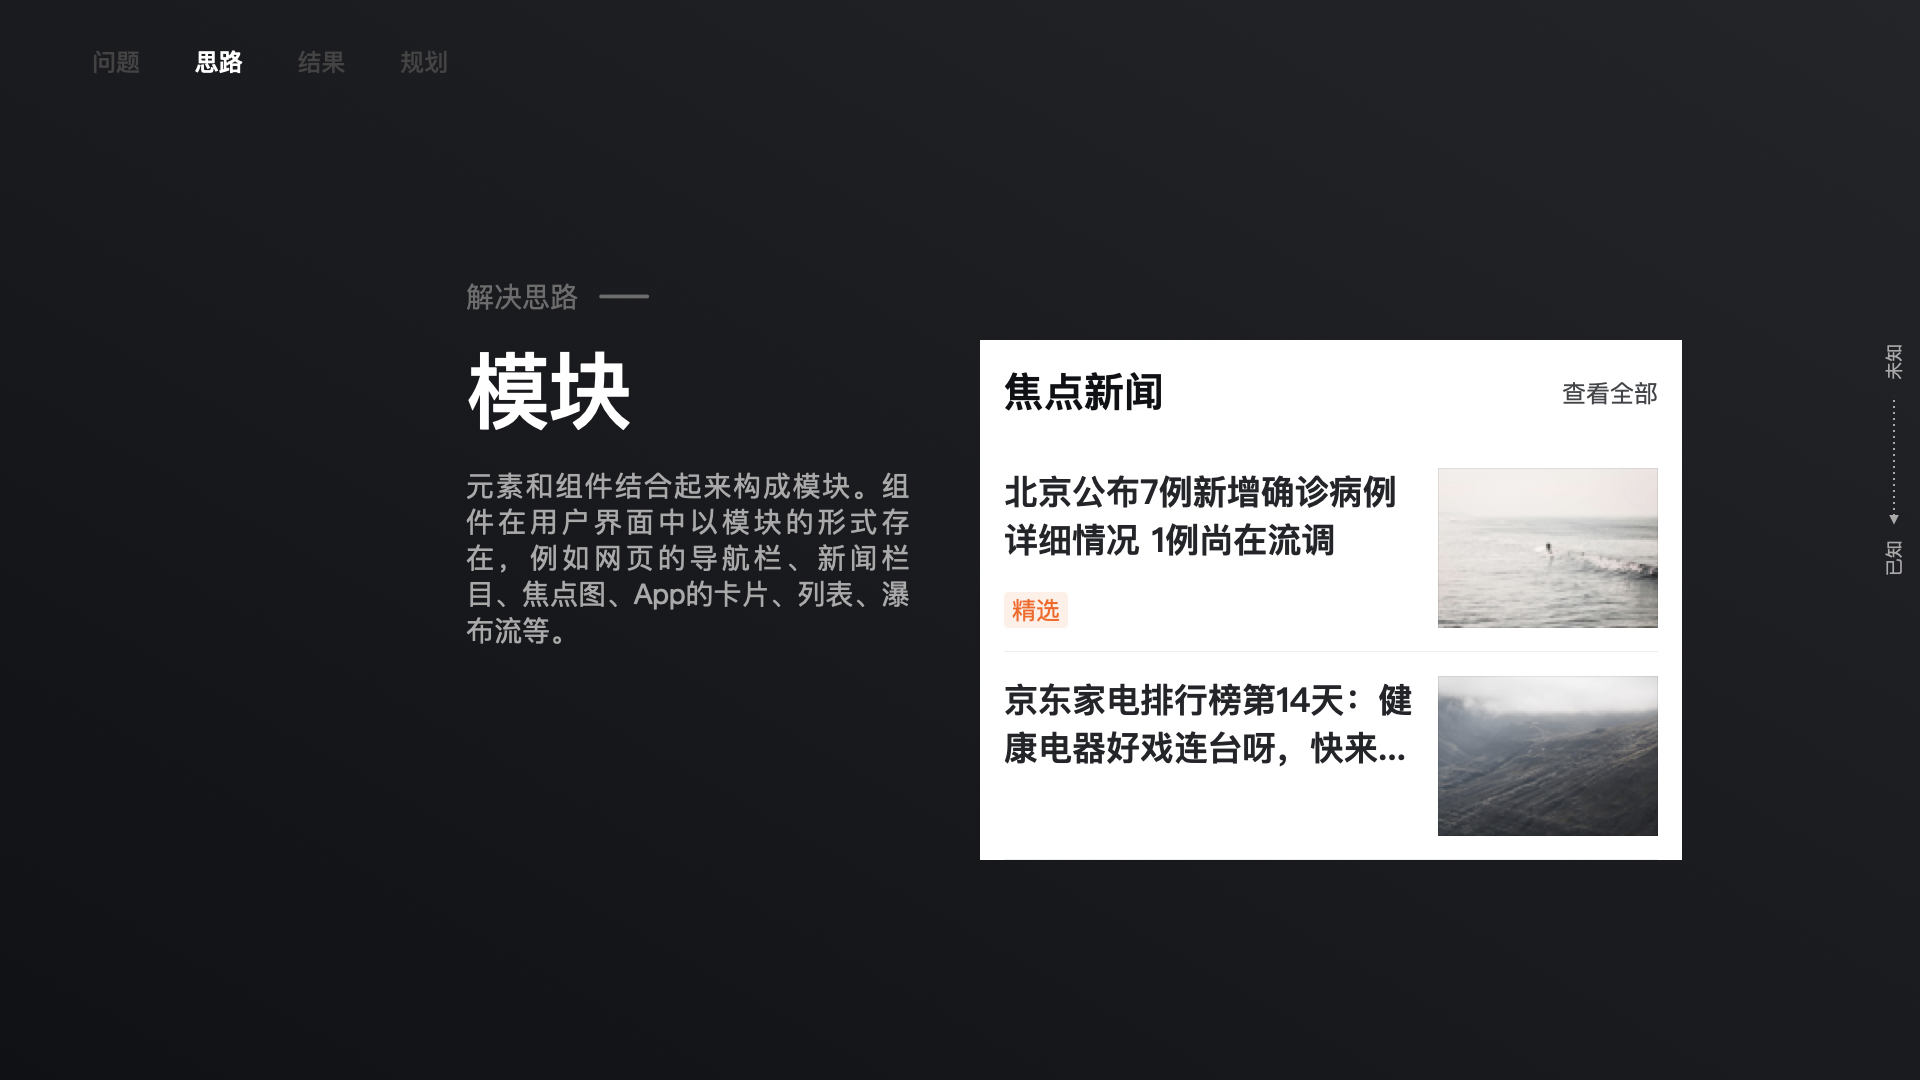 问题 思路 结果 规划
解决思路
模块
元素和组件结合起来构成模块。组
件在用户界面中以模块的形式存
在，例如网页的导航栏、新闻栏
目、焦点图、App的卡片、列表、瀑
布流等。
焦点新闻 查看全部
北京公布7例新增确诊病例
详细情况 1例尚在流调
精选
京东家电排行榜第14天：健
康电器好戏连台呀，快来...
未知
已知